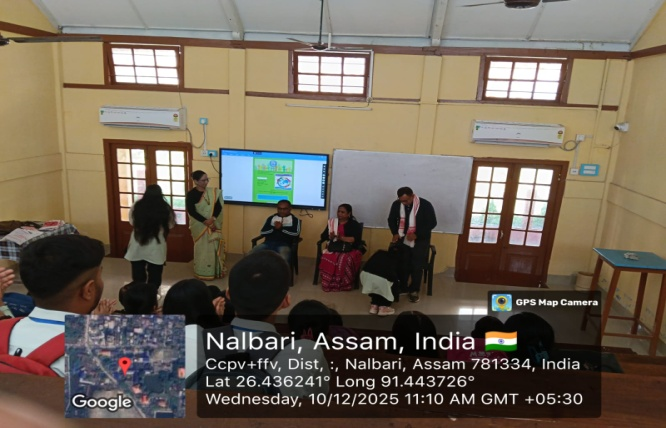 GPS Map Camera
Nalbari, Assam, India
Ccpv+ffv, Dist, :, Nalbari, Assam 781334, India
Lat 26.436241° Long 91.443726°
Wednesday, 10/12/2025 11:10 AM GMT +05:30
Google